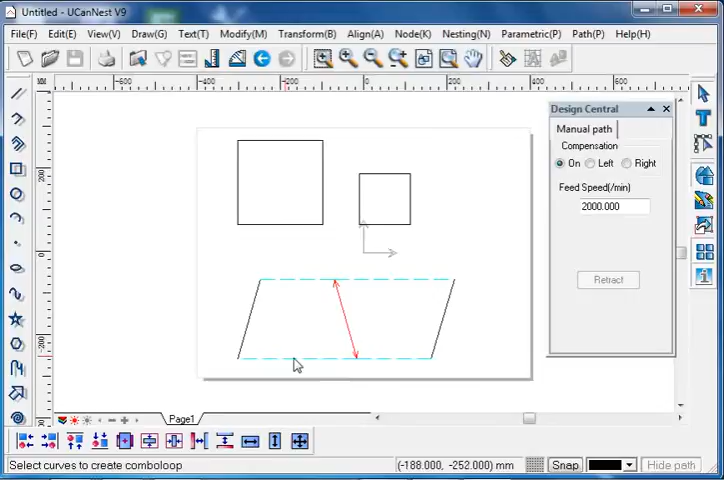 Untitled - UCanNest V9
File(F) Edit(E) View(V) Draw(G) Text(T) Modify(M) Transform(B) Align(A) Node(K) Nesting(N) Parametric(P) Path(P) Help(H)
-600 -400 -200 0 200 400 600
200
0
-200
Design Central
Manual path
Compensation
On Left Right
Feed Speed(/min)
2000.000
Retract
Page1
Select curves to create comboloop
(-188.000, -252.000) mm
Snap
Hide path